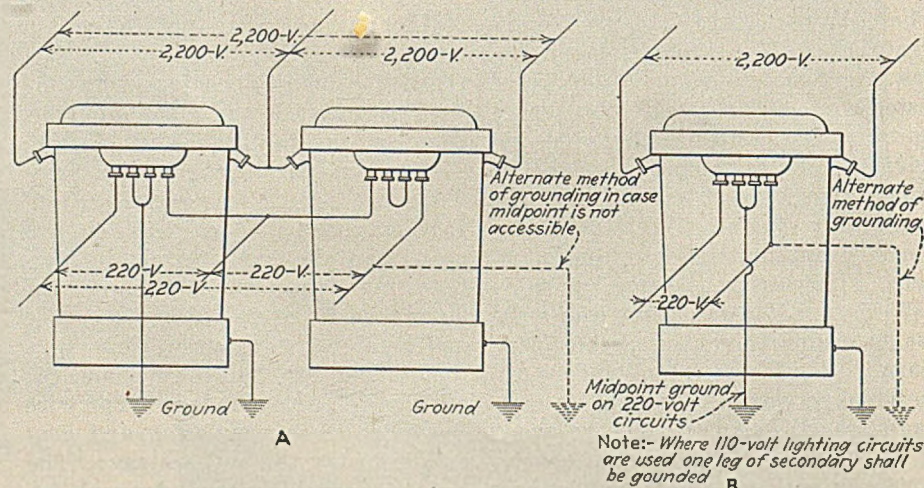 2,200-V.
2,200-V.
2,200-V.
2,200-V.
Alternate method
of grounding in case
midpoint is not
accessible
Alternate
method of
grounding
220-V.
220-V.
220-V
220-V.
Midpoint ground
on 220-volt
circuits
Ground
Ground
A
Note:- Where 110-volt lighting circuits
are used one leg of secondary shall
be gounded
B